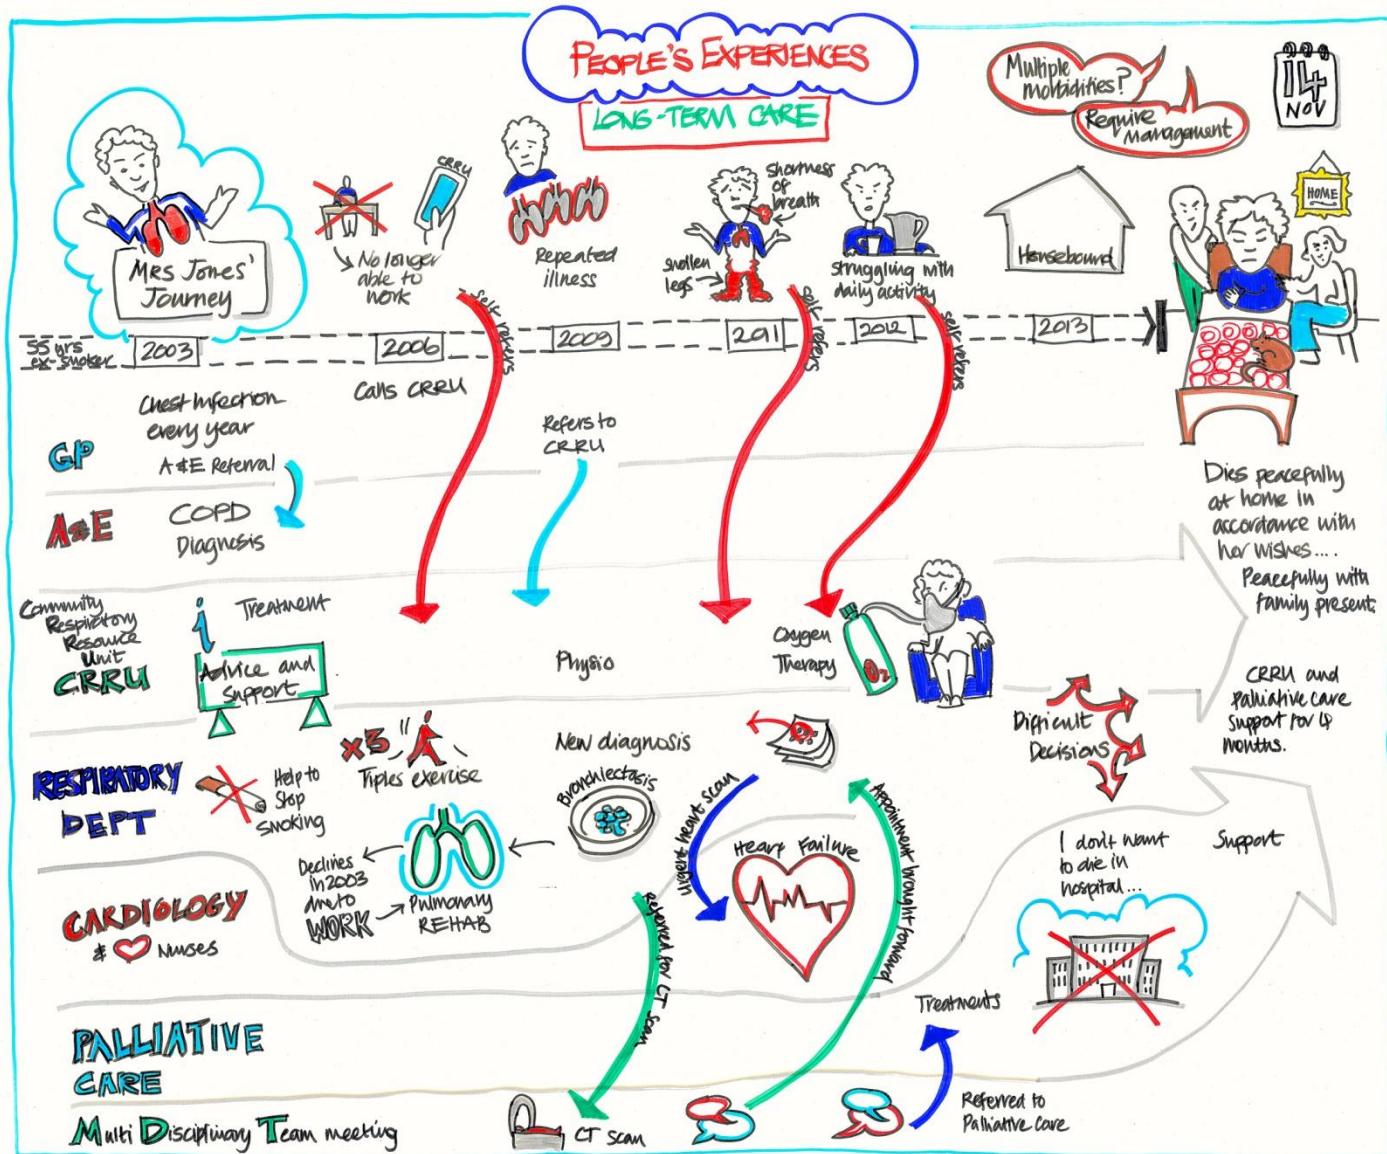 PEOPLE'S EXPERIENCES
LONG-TERM CARE
Multiple
morbidities?
Require
management
14
NOV
MRS JONES'
JOURNEY
No longer
able to
work
CRRU
Repeated
illness
shortness
of
breath
swollen
legs
struggling with
daily activity
Housebound
HOME
55 yrs
ex-smoker
2003
2006
2009
2011
2012
2013
self refers
self refers
self refers
GP
Chest Infection
every year
A&E Referral
Calls CRRU
Refers to
CRRU
A&E
COPD
Diagnosis
Dies peacefully
at home in
accordance with
her wishes....
Peacefully with
family present.
Community
Respiratory
Resource
Unit
CRRU
i
Treatment
Advice and
Support
Physio
Oxygen
Therapy
O2
CRRU and
Palliative care
support for 4
months.
RESPIRATORY
DEPT
Help to
Stop
Smoking
x3
Tiples exercise
New diagnosis
Bronchiectasis
Difficult
Decisions
Declines
in 2003
due to
WORK
Pulmonary
REHAB
Urgent heart scan
Appointment brought forward
Referred for CT scan
CARDIOLOGY
& Nurses
Heart Failure
I don't want
to die in
hospital...
Support
PALLIATIVE
CARE
Treatments
Multi Disciplinary Team meeting
CT scan
Referred to
Palliative Care